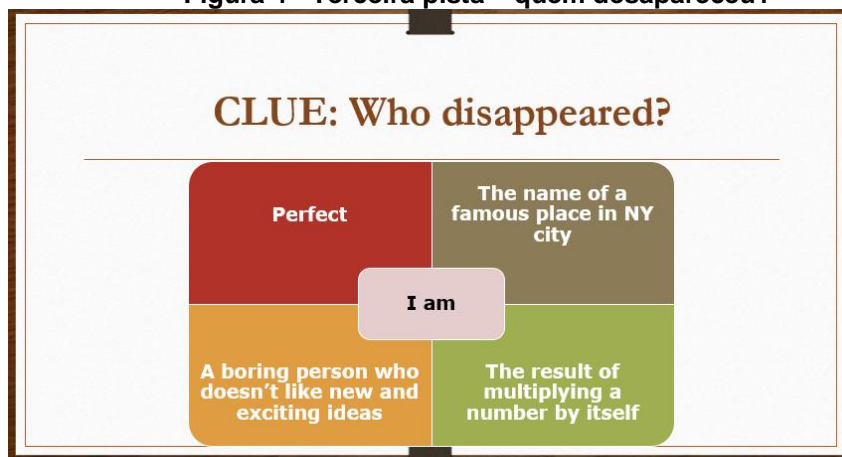 CLUE: Who disappeared?
Perfect
The name of a
famous place in NY
city
I am
A boring person who
doesn't like new and
exciting ideas
The result of
multiplying a
number by itself